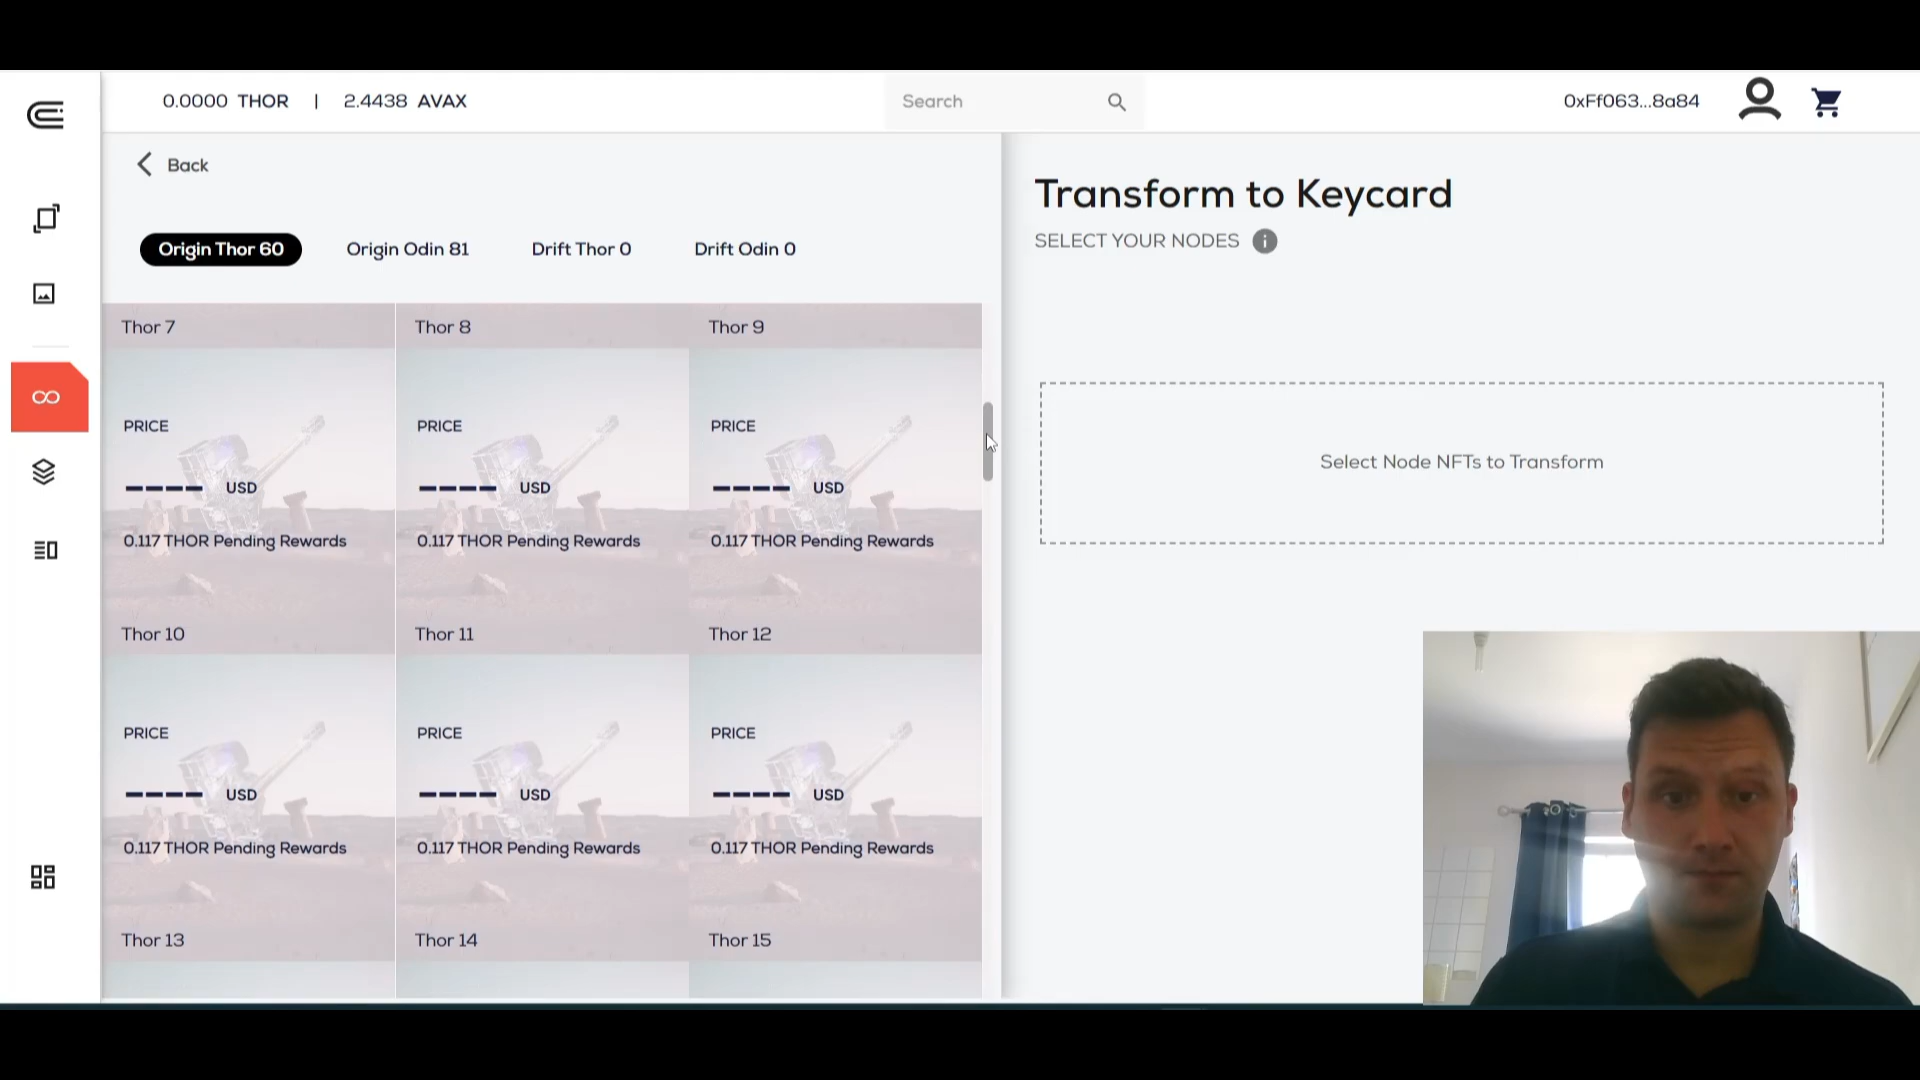 0.0000 THOR | 2.4438 AVAX
Search
0xFf063...8a84
Back
Origin Thor 60
Origin Odin 81
Drift Thor 0
Drift Odin 0
Thor 7
Thor 8
Thor 9
PRICE
PRICE
PRICE
---- USD
---- USD
---- USD
0.117 THOR Pending Rewards
0.117 THOR Pending Rewards
0.117 THOR Pending Rewards
Thor 10
Thor 11
Thor 12
PRICE
PRICE
PRICE
---- USD
---- USD
---- USD
0.117 THOR Pending Rewards
0.117 THOR Pending Rewards
0.117 THOR Pending Rewards
Thor 13
Thor 14
Thor 15
Transform to Keycard
SELECT YOUR NODES
Select Node NFTs to Transform